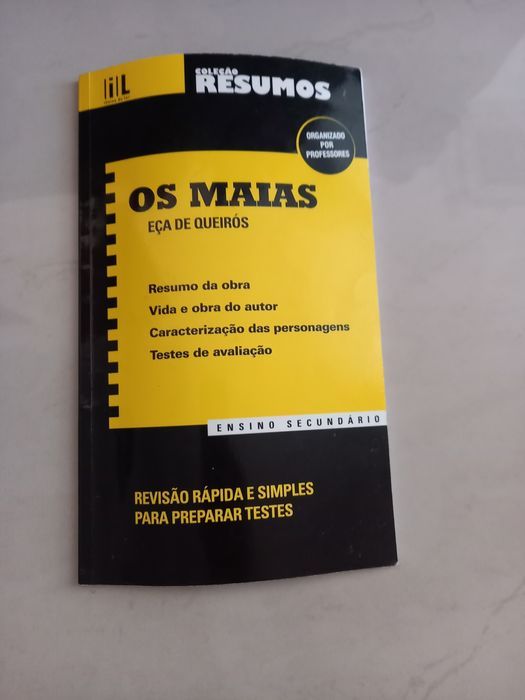 iL
COLEÇÃO
RESUMOS
ORGANIZADO
POR
PROFESSORES
OS MAIAS
EÇA DE QUEIRÓS
Resumo da obra
Vida e obra do autor
Caracterização das personagens
Testes de avaliação
ENSINO SECUNDÁRIO
REVISÃO RÁPIDA E SIMPLES
PARA PREPARAR TESTES